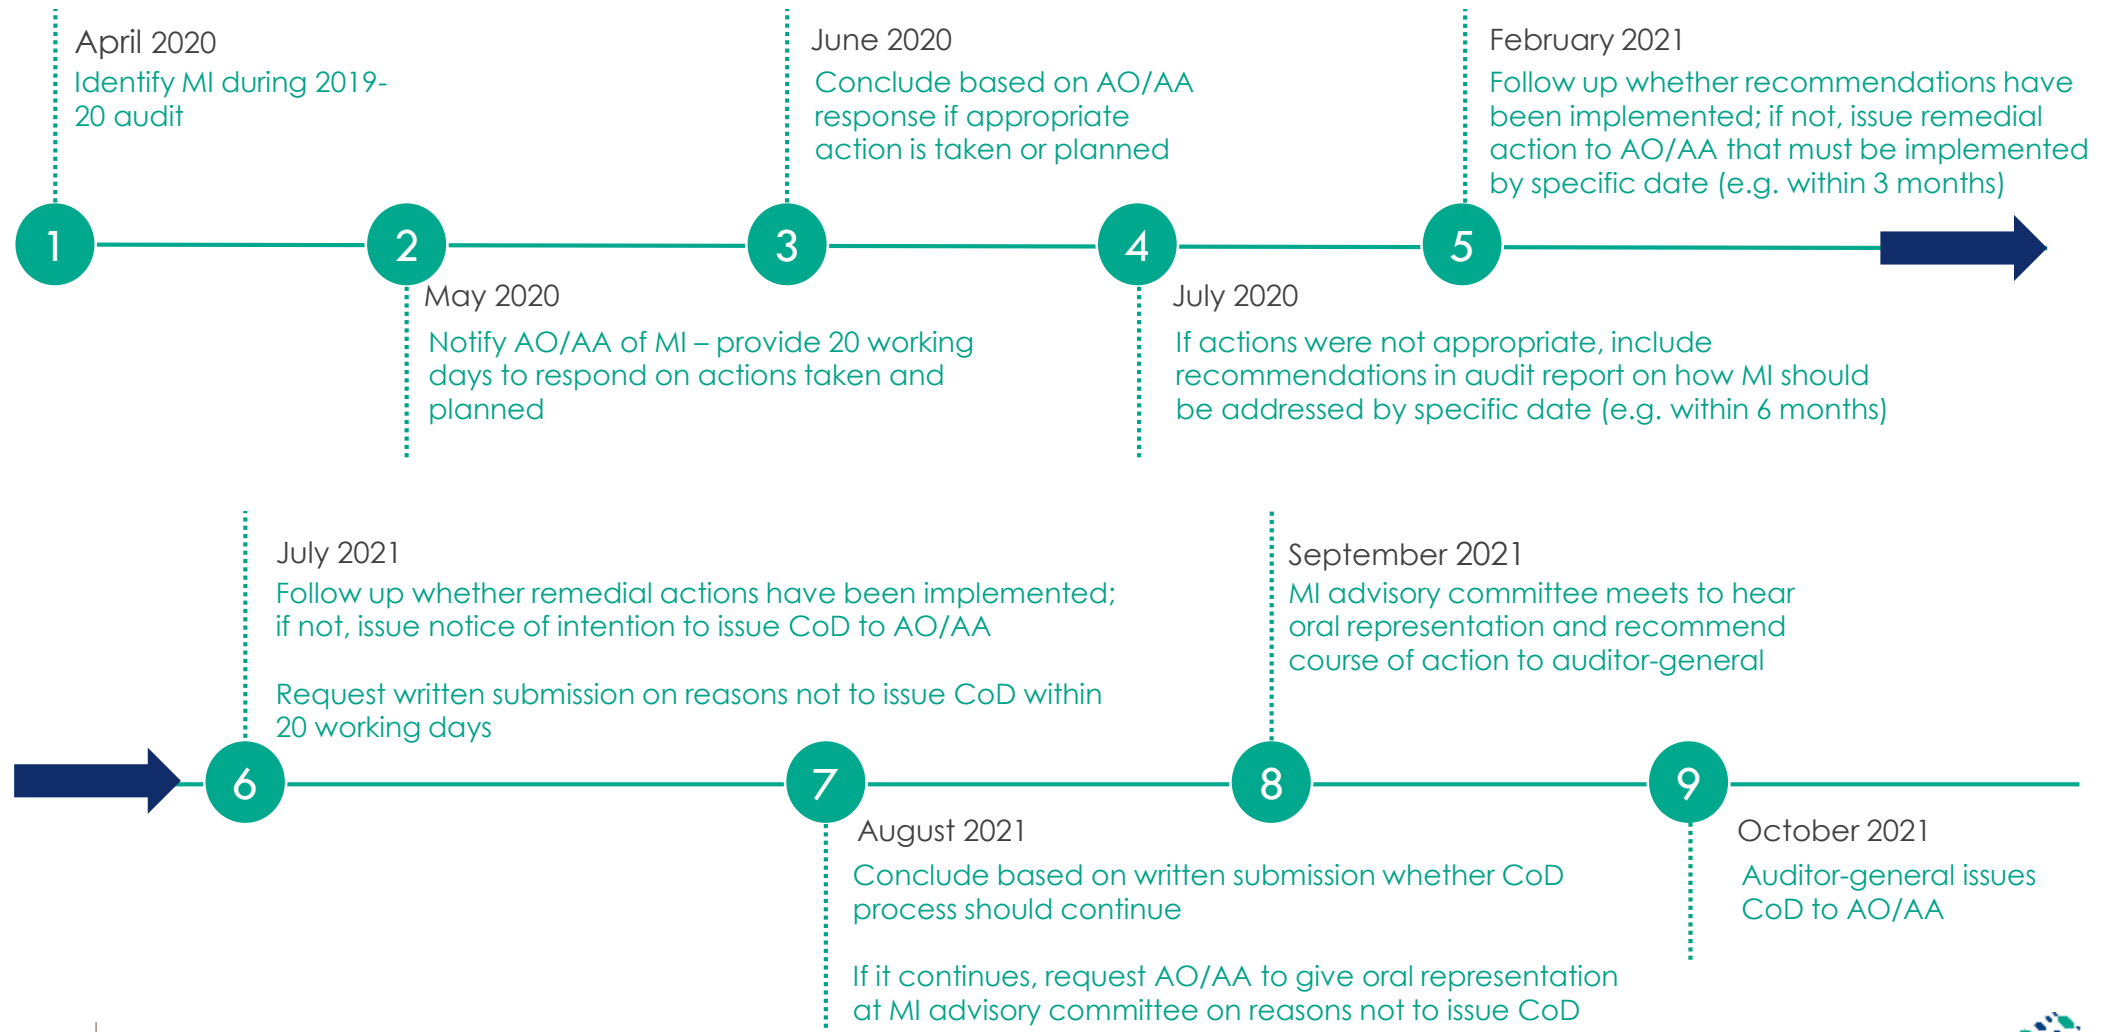 April 2020
Identify MI during 2019-
20 audit
June 2020
Conclude based on AO/AA
response if appropriate
action is taken or planned
February 2021
Follow up whether recommendations have
been implemented; if not, issue remedial
action to AO/AA that must be implemented
by specific date (e.g. within 3 months)
1
2
3
4
5
May 2020
Notify AO/AA of MI – provide 20 working
days to respond on actions taken and
planned
July 2020
If actions were not appropriate, include
recommendations in audit report on how MI should
be addressed by specific date (e.g. within 6 months)
July 2021
Follow up whether remedial actions have been implemented;
if not, issue notice of intention to issue CoD to AO/AA
Request written submission on reasons not to issue CoD within
20 working days
September 2021
MI advisory committee meets to hear
oral representation and recommend
course of action to auditor-general
6
7
8
9
August 2021
Conclude based on written submission whether CoD
process should continue
If it continues, request AO/AA to give oral representation
at MI advisory committee on reasons not to issue CoD
October 2021
Auditor-general issues
CoD to AO/AA